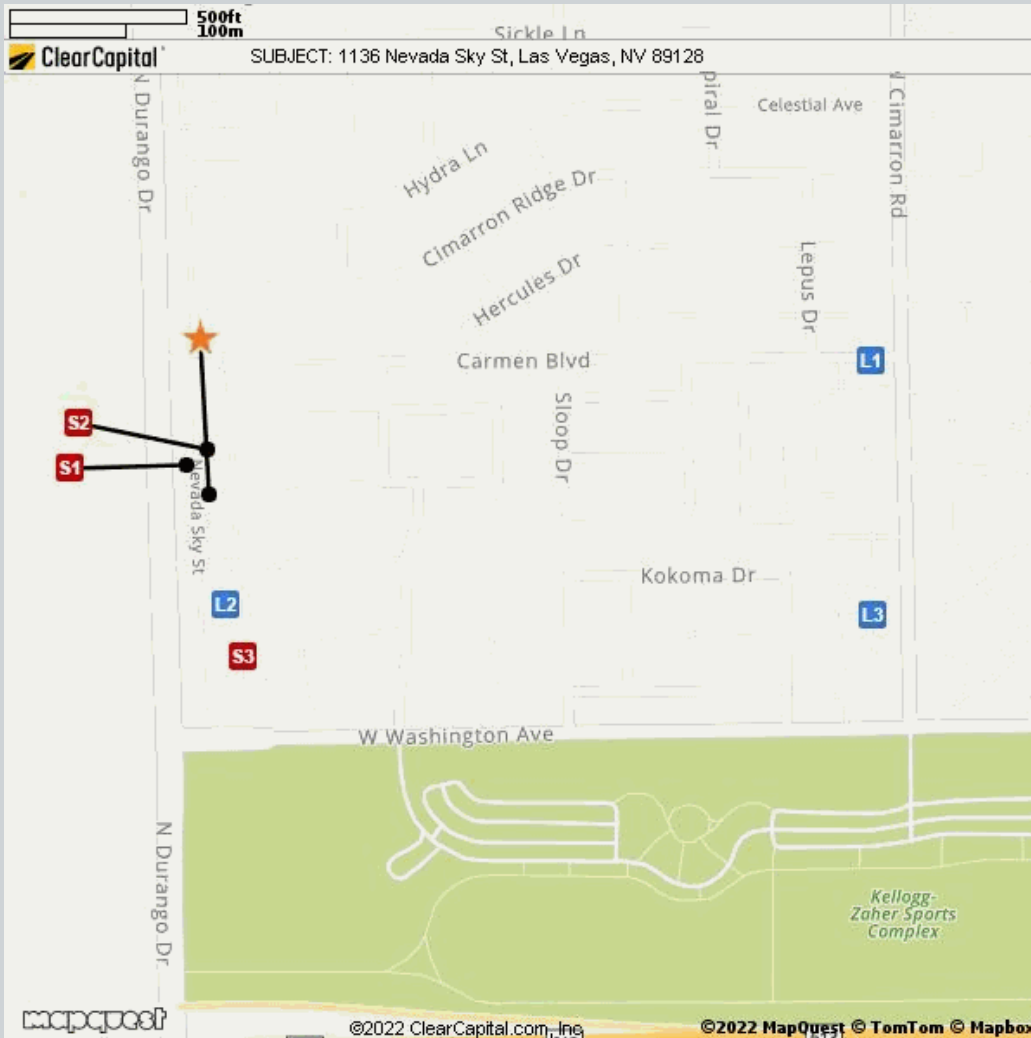 500ft
100m
Sickle Ln
ClearCapital
SUBJECT: 1136 Nevada Sky St, Las Vegas, NV 89128
N Durango Dr
piral Dr
Celestial Ave
N Cimarron Rd
Hydra Ln
Cimarron Ridge Dr
Hercules Dr
Lepus Dr
Carmen Blvd
L1
Sloop Dr
S2
S1
Nevada Sky St
Kokoma Dr
L2
L3
S3
W Washington Ave
N Durango Dr
Kellogg-
Zaher Sports
Complex
mapquest
©2022 ClearCapital.com, Inc
©2022 MapQuest © TomTom © Mapbox